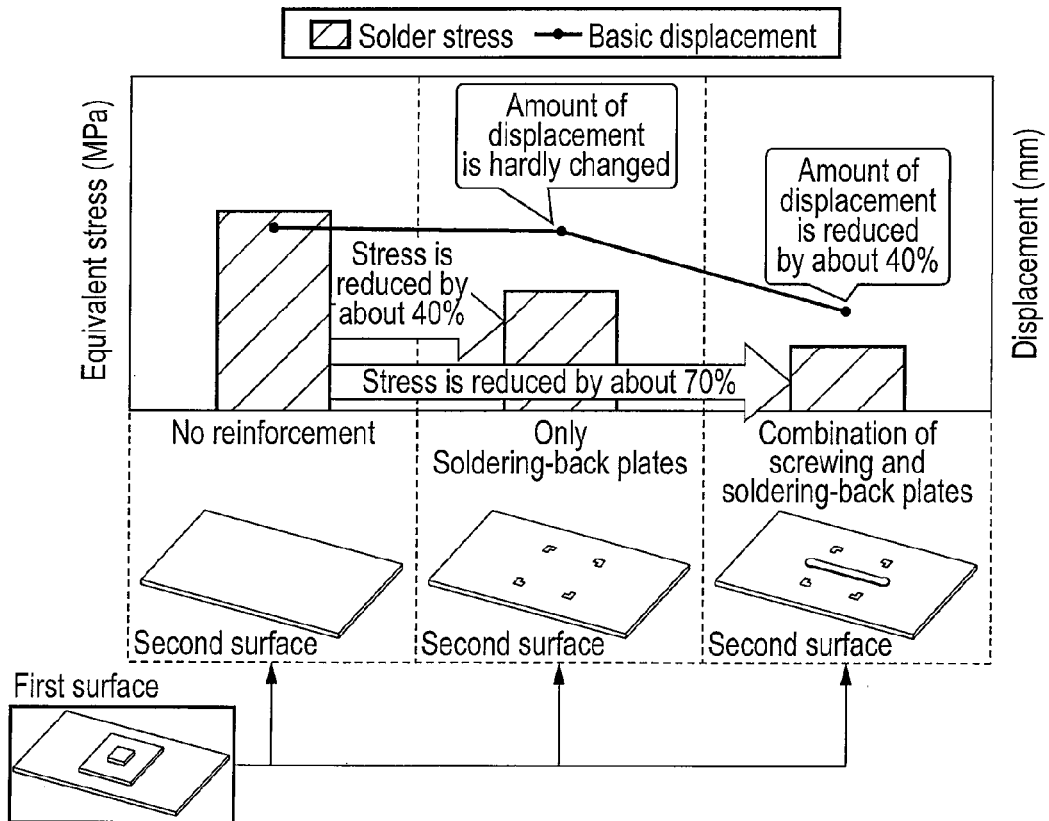 Solder stress
Basic displacement
Equivalent stress (MPa)
Displacement (mm)
Amount of
displacement
is hardly changed
Amount of
displacement
is reduced
by about 40%
Stress is
reduced by
about 40%
Stress is reduced by about 70%
No reinforcement
Only
Soldering-back plates
Combination of
screwing and
soldering-back plates
Second surface
Second surface
Second surface
First surface